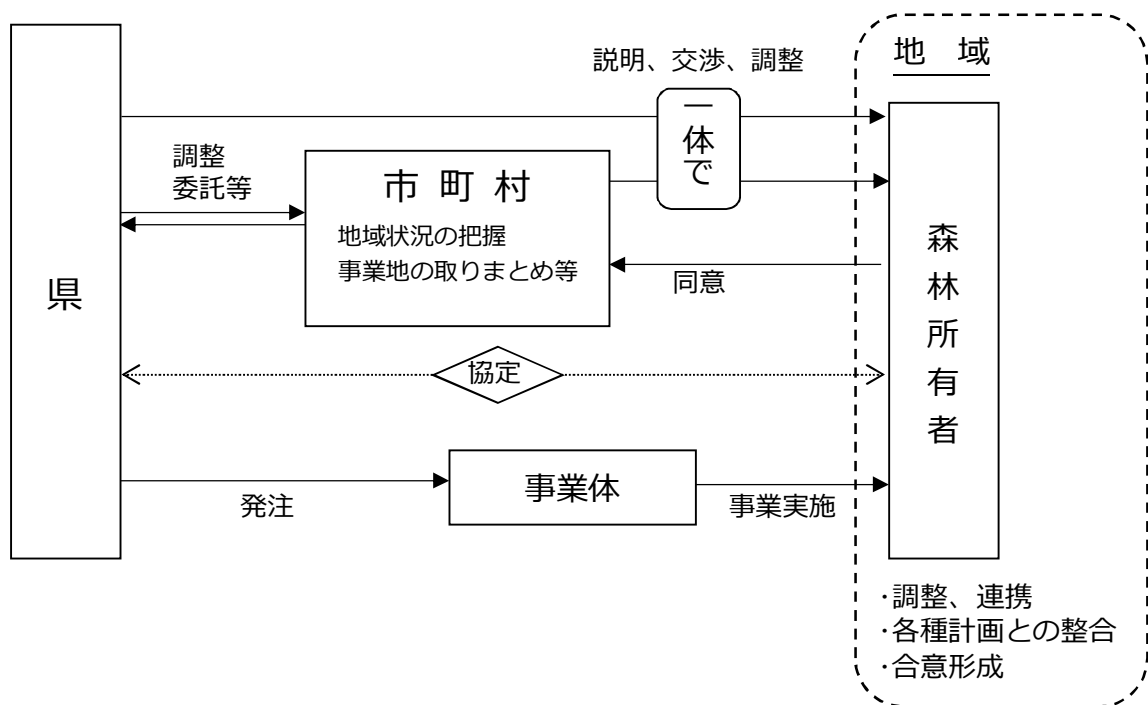 地　域
説明、交渉、調整
一体で
調整
委託等
市 町 村
地域状況の把握
事業地の取りまとめ等
県
同意
森林所有者
協定
事業体
発注
事業実施
・調整、連携
・各種計画との整合
・合意形成